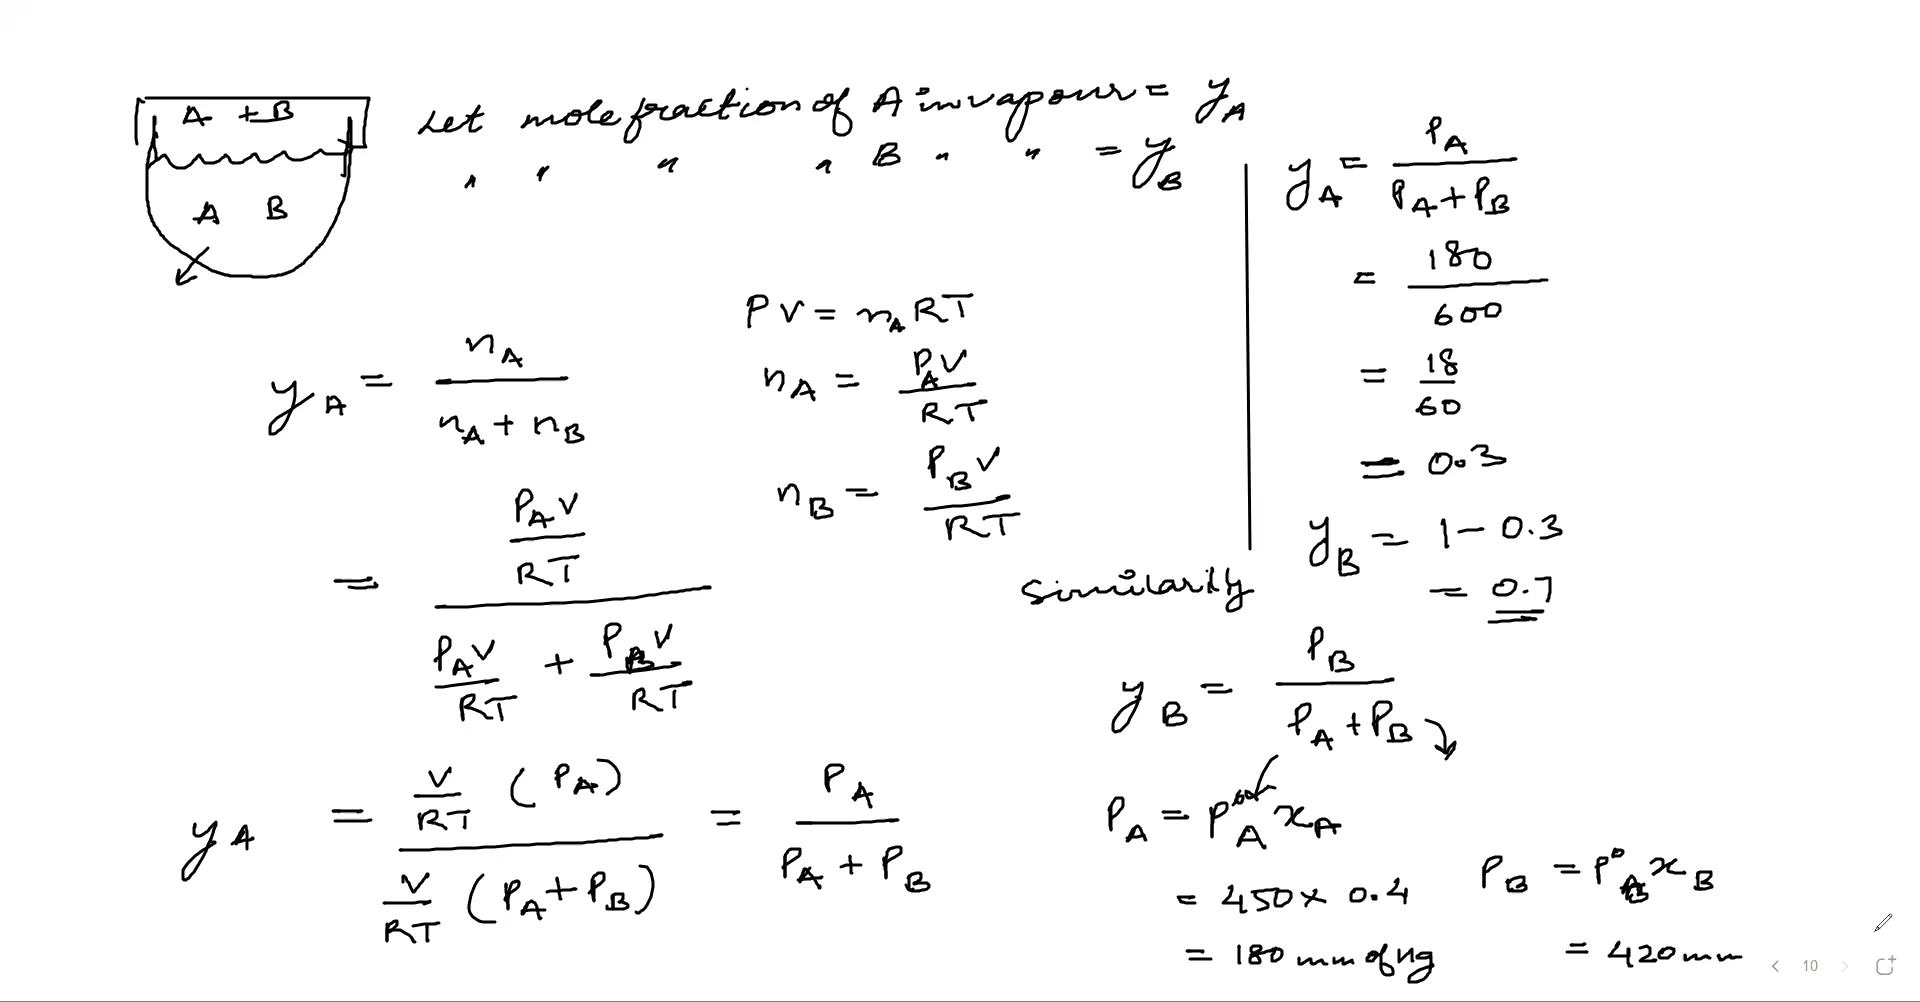 A + B
A B
Let mole fraction of A in vapour = yA
" " " " B " " = yB
yA = nA / (nA + nB)
= (PAV / RT) / (PAV / RT + PBV / RT)
yA = (V/RT (PA)) / (V/RT (PA + PB)) = PA / (PA + PB)
PV = nA RT
nA = PAV / RT
nB = PBV / RT
yA = PA / (PA + PB)
= 180 / 600
= 18 / 60
= 0.3
yB = 1 - 0.3
= 0.7
Similarily
yB = PB / (PA + PB)
PA = P A xA
= 450 x 0.4
= 180 mm of Hg
PB = P°B xB
= 420 mm
< 10 >